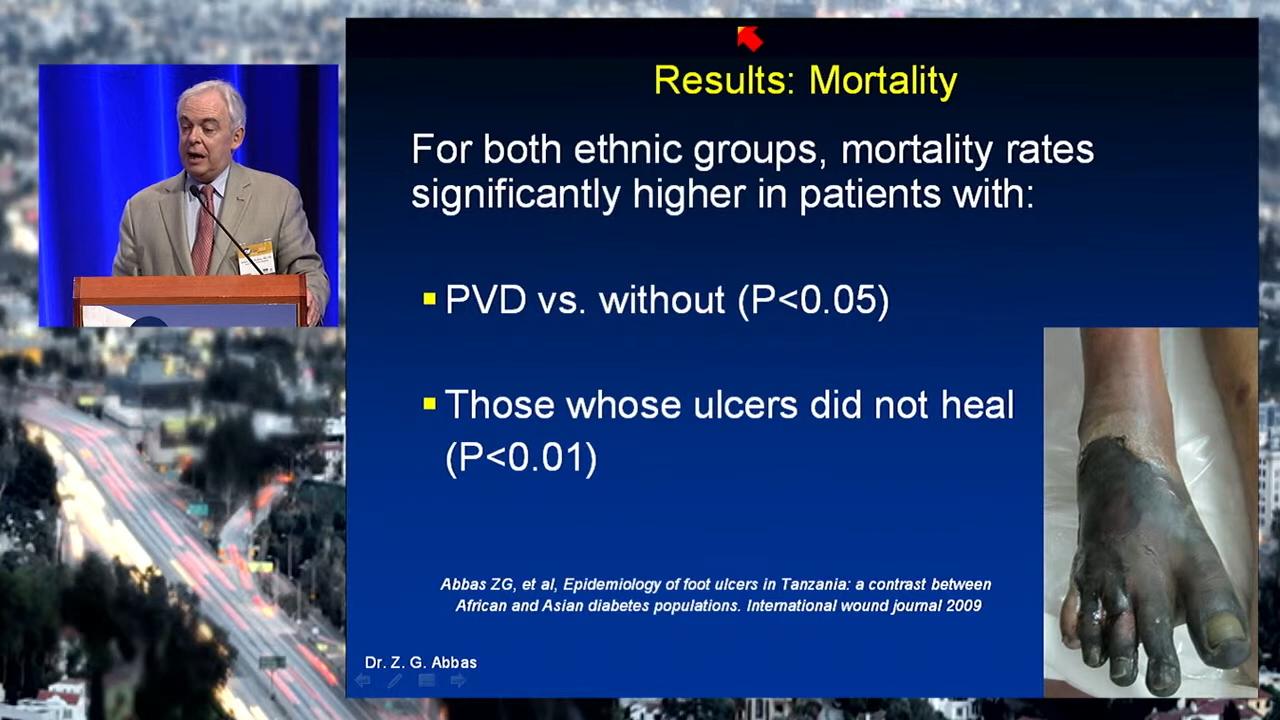 Results: Mortality
For both ethnic groups, mortality rates
significantly higher in patients with:
PVD vs. without (P<0.05)
Those whose ulcers did not heal
(P<0.01)
Abbas ZG, et al, Epidemiology of foot ulcers in Tanzania: a contrast between
African and Asian diabetes populations. International wound journal 2009
Dr. Z. G. Abbas